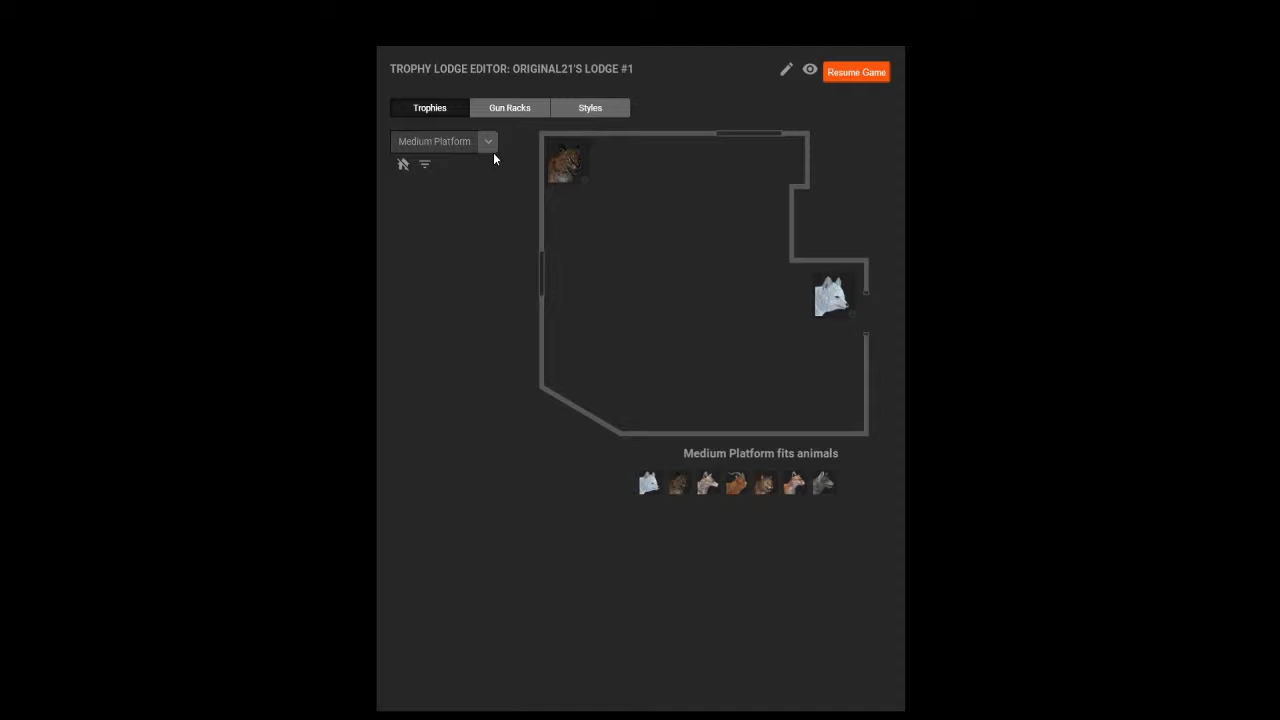 TROPHY LODGE EDITOR: ORIGINAL21'S LODGE #1
Resume Game
Trophies
Gun Racks
Styles
Medium Platform
Medium Platform fits animals